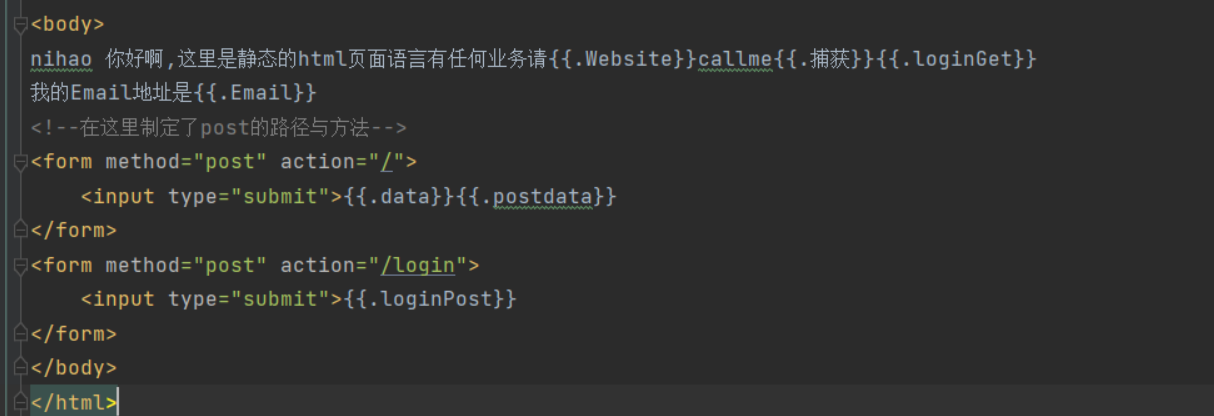 <body>
nihao 你好啊,这里是静态的html页面语言有任何业务请{{.Website}}callme{{.捕获}}{{.loginGet}}
我的Email地址是{{.Email}}
<!--在这里制定了post的路径与方法-->
<form method="post" action="/">
    <input type="submit">{{.data}}{{.postdata}}
</form>
<form method="post" action="/login">
    <input type="submit">{{.loginPost}}
</form>
</body>
</html>